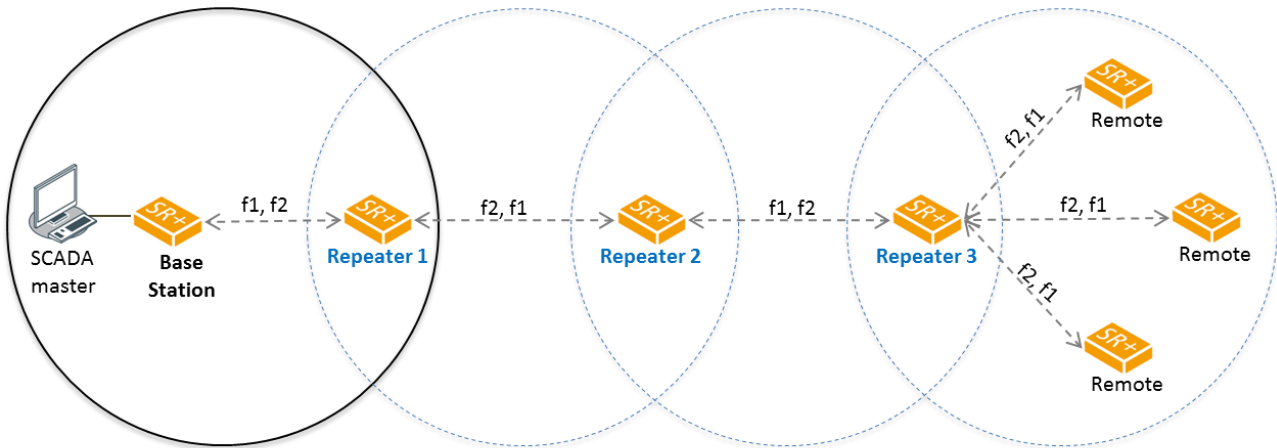 SCADA
master
SR+
Base
Station
f1, f2
SR+
Repeater 1
f2, f1
SR+
Repeater 2
f1, f2
SR+
Repeater 3
f2, f1
SR+
Remote
f2, f1
SR+
Remote
f2, f1
SR+
Remote